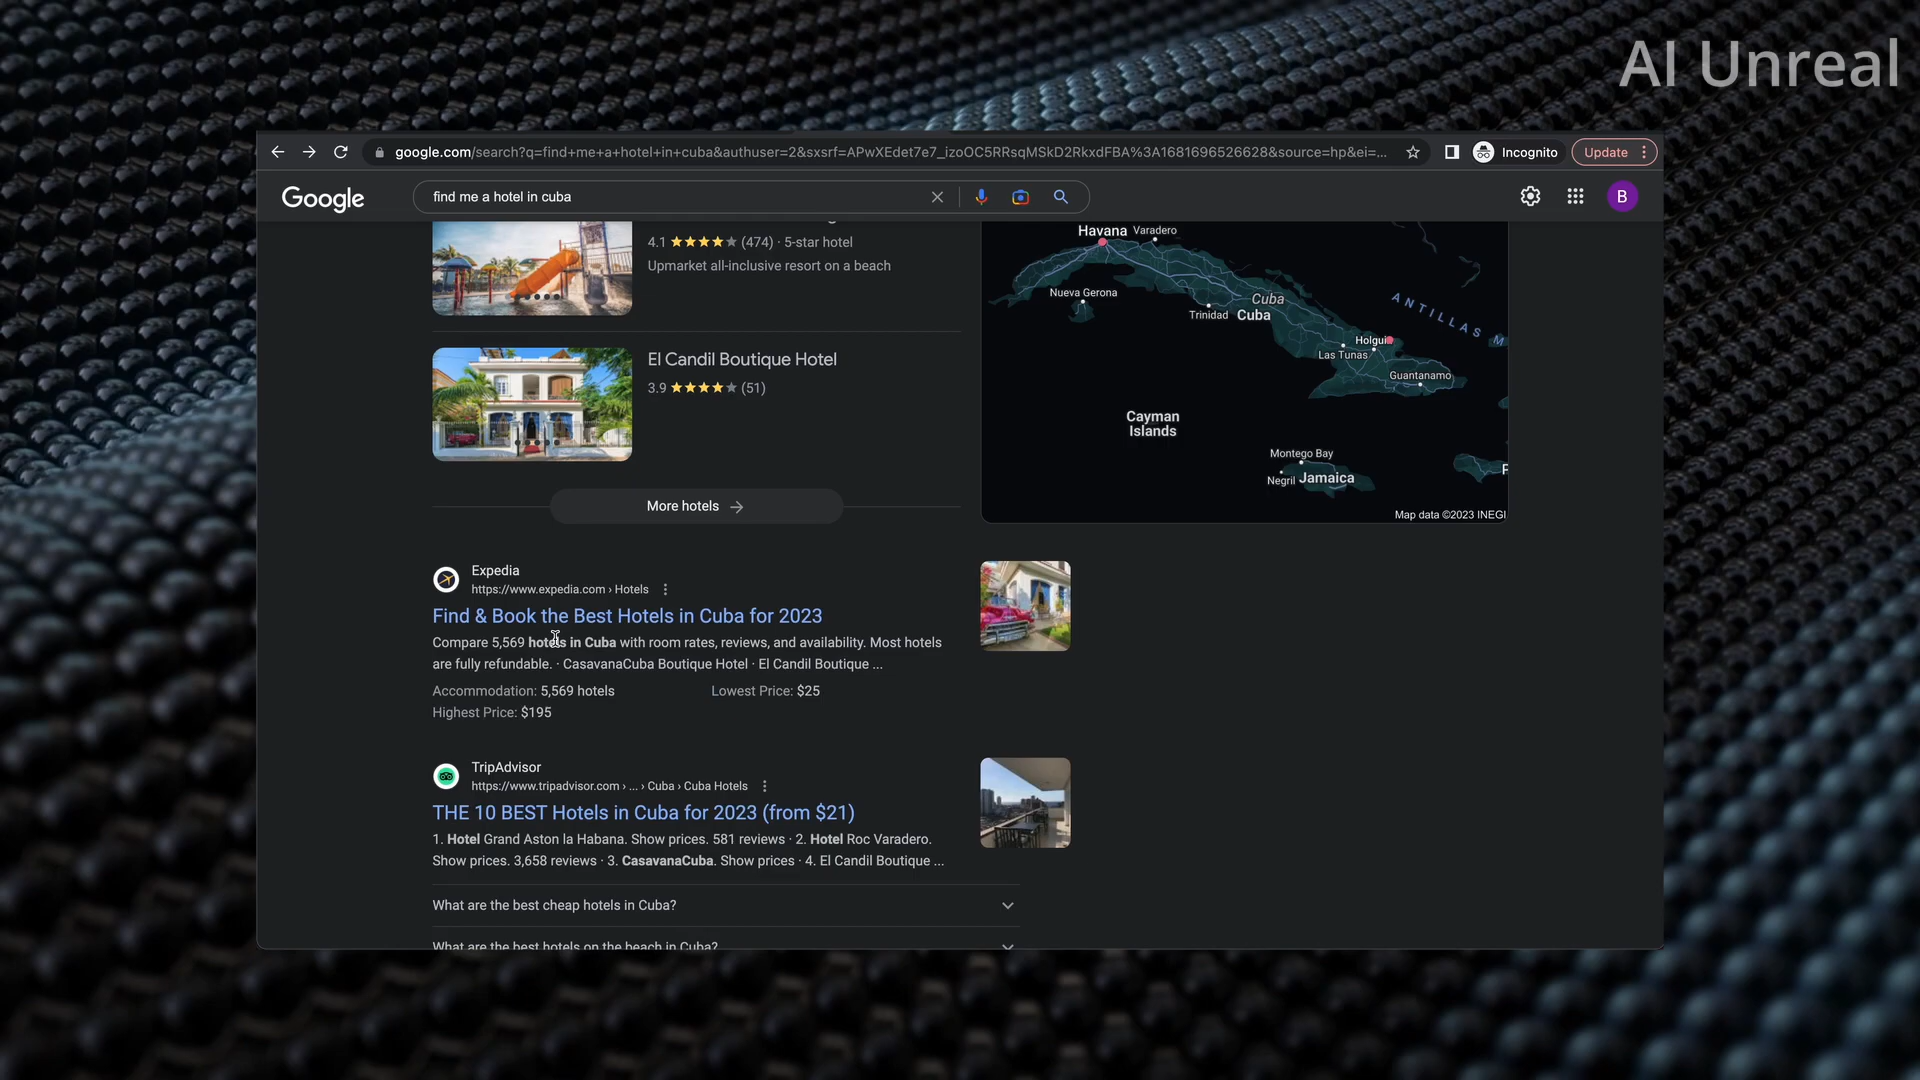 AI Unreal
google.com/search?q=find+me+a+hotel+in+cuba&authuser=2&sxsrf=APwXEdet7e7_izoOC5RRsqMSkD2RkxdFBA%3A1681696526628&source=hp&ei=...
Incognito
Update
Google
find me a hotel in cuba
B
4.1 (474) · 5-star hotel
Upmarket all-inclusive resort on a beach
El Candil Boutique Hotel
3.9 (51)
More hotels
Havana
Varadero
Nueva Gerona
Cuba
Trinidad
Cuba
ANTILLAS M
Holguin
Las Tunas
Guantanamo
Cayman
Islands
Montego Bay
Negril
Jamaica
P
Map data ©2023 INEGI
Expedia
https://www.expedia.com › Hotels
Find & Book the Best Hotels in Cuba for 2023
Compare 5,569 hotels in Cuba with room rates, reviews, and availability. Most hotels
are fully refundable. · CasavanaCuba Boutique Hotel · El Candil Boutique ...
Accommodation: 5,569 hotels Lowest Price: $25
Highest Price: $195
TripAdvisor
https://www.tripadvisor.com › ... › Cuba › Cuba Hotels
THE 10 BEST Hotels in Cuba for 2023 (from $21)
1. Hotel Grand Aston la Habana. Show prices. 581 reviews · 2. Hotel Roc Varadero.
Show prices. 3,658 reviews · 3. CasavanaCuba. Show prices · 4. El Candil Boutique ...
What are the best cheap hotels in Cuba?
What are the best hotels on the beach in Cuba?